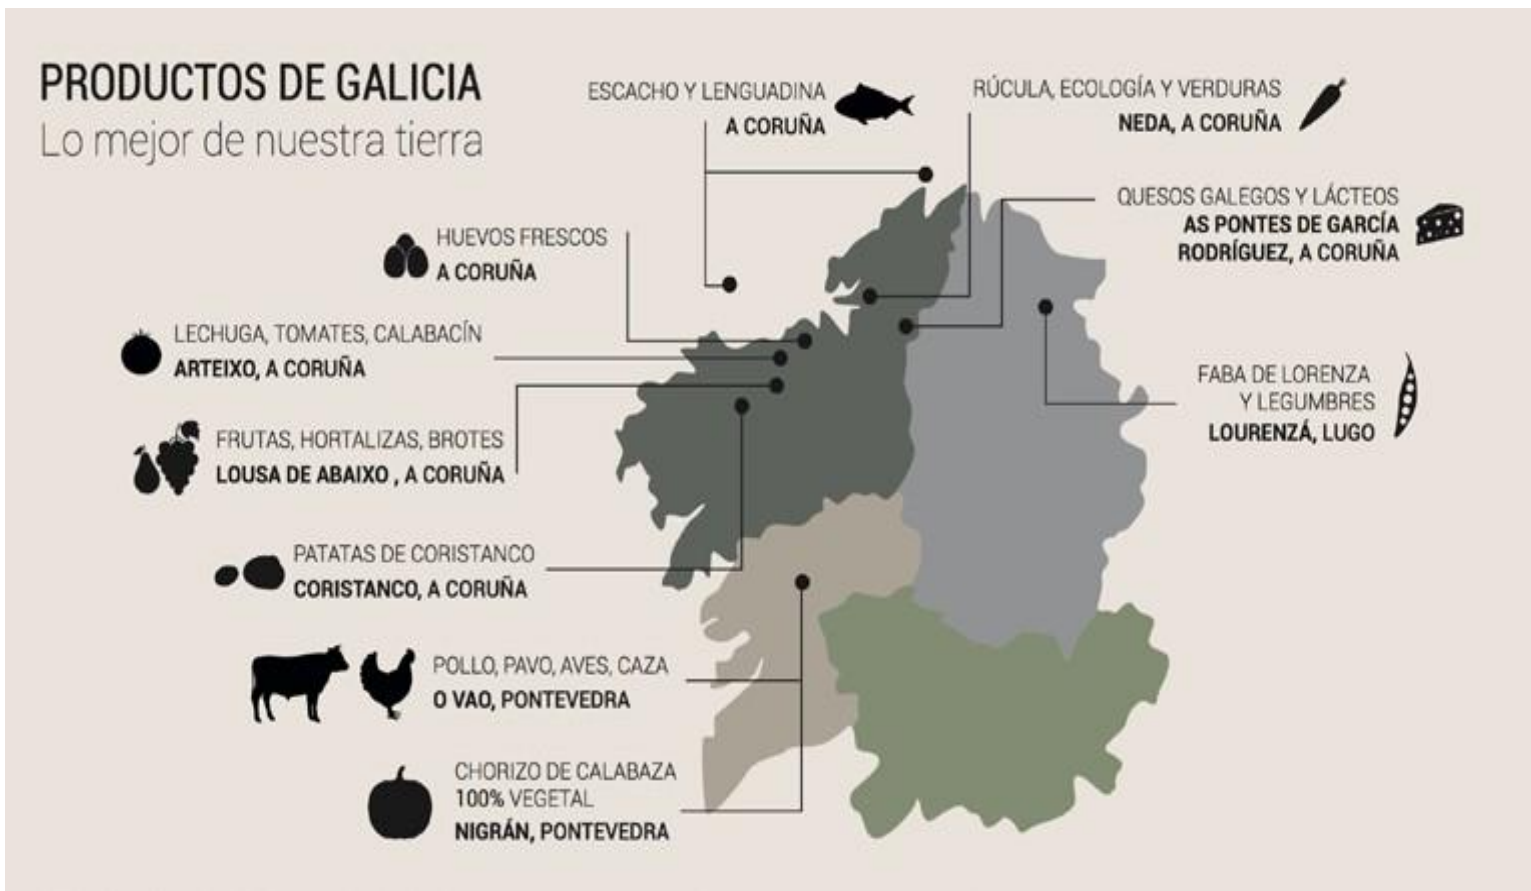 PRODUCTOS DE GALICIA
Lo mejor de nuestra tierra
ESCACHO Y LENGUADINA
A CORUÑA
RÚCULA, ECOLOGÍA Y VERDURAS
NEDA, A CORUÑA
QUESOS GALEGOS Y LÁCTEOS
AS PONTES DE GARCÍA
RODRÍGUEZ, A CORUÑA
HUEVOS FRESCOS
A CORUÑA
LECHUGA, TOMATES, CALABACÍN
ARTEIXO, A CORUÑA
FABA DE LORENZA
Y LEGUMBRES
LOURENZÁ, LUGO
FRUTAS, HORTALIZAS, BROTES
LOUSA DE ABAIXO , A CORUÑA
PATATAS DE CORISTANCO
CORISTANCO, A CORUÑA
POLLO, PAVO, AVES, CAZA
O VAO, PONTEVEDRA
CHORIZO DE CALABAZA
100% VEGETAL
NIGRÁN, PONTEVEDRA